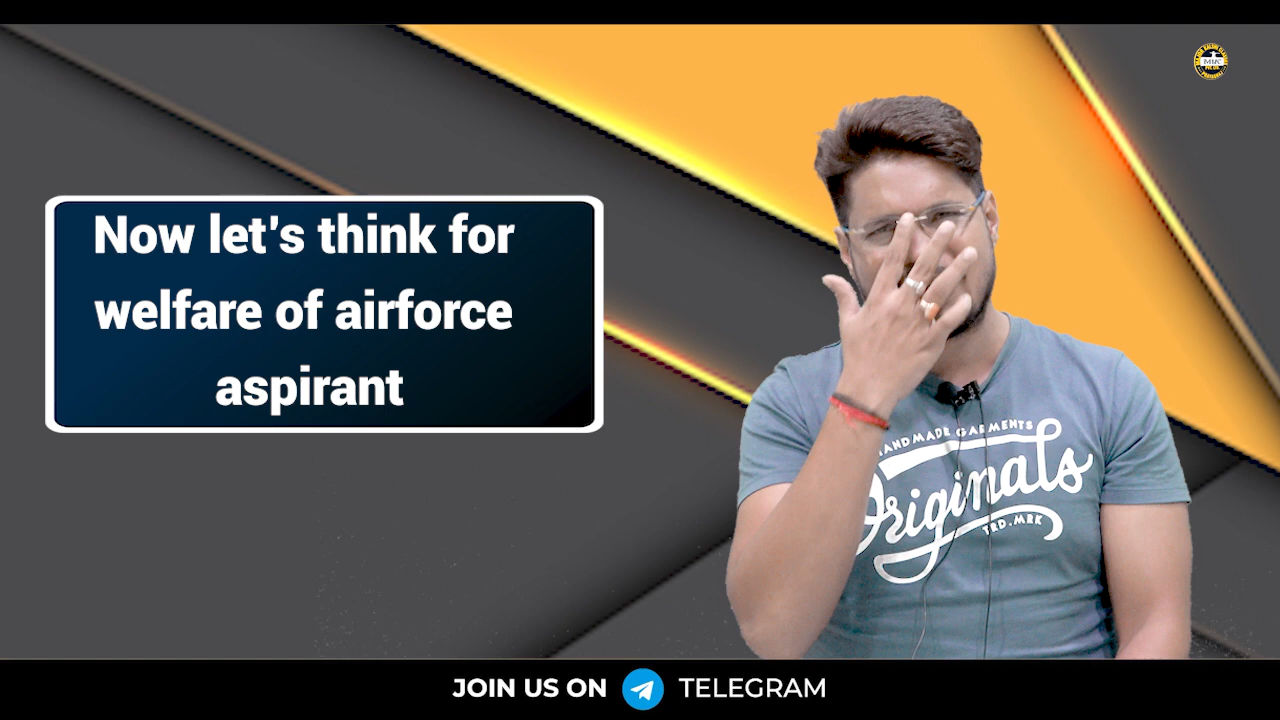 Now let's think for
welfare of airforce
aspirant
HANDMADE GARMENTS
Originals
TRD.MRK
JOIN US ON TELEGRAM